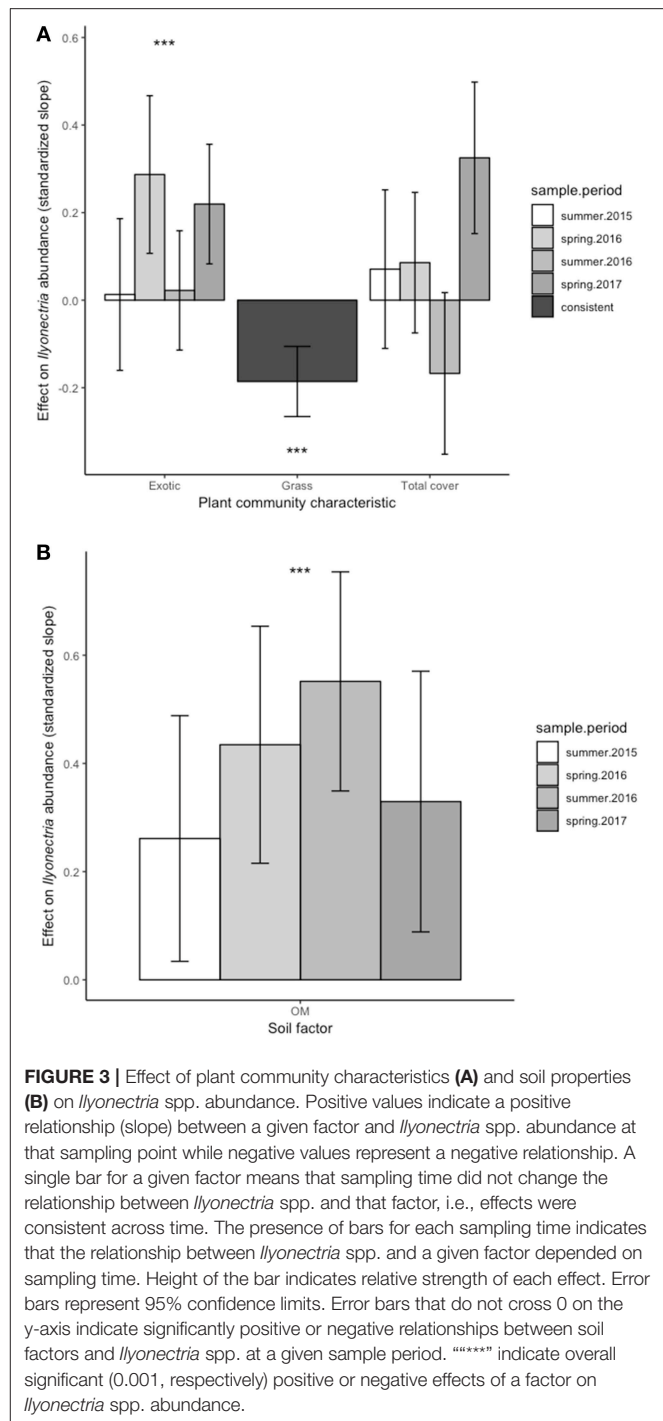 A
0.6
***
0.4
0.2
0.0
-0.2
***
Effect on Ilyonectria abundance (standardized slope)
Exotic Grass Total cover
Plant community characteristic
sample.period
summer.2015
spring.2016
summer.2016
spring.2017
consistent
B
***
0.6
0.4
0.2
0.0
Effect on Ilyonectria abundance (standardized slope)
OM
Soil factor
sample.period
summer.2015
spring.2016
summer.2016
spring.2017
FIGURE 3 | Effect of plant community characteristics (A) and soil properties
(B) on Ilyonectria spp. abundance. Positive values indicate a positive
relationship (slope) between a given factor and Ilyonectria spp. abundance at
that sampling point while negative values represent a negative relationship. A
single bar for a given factor means that sampling time did not change the
relationship between Ilyonectria spp. and that factor, i.e., effects were
consistent across time. The presence of bars for each sampling time indicates
that the relationship between Ilyonectria spp. and a given factor depended on
sampling time. Height of the bar indicates relative strength of each effect. Error
bars represent 95% confidence limits. Error bars that do not cross 0 on the
y-axis indicate significantly positive or negative relationships between soil
factors and Ilyonectria spp. at a given sample period. "“***” indicate overall
significant (0.001, respectively) positive or negative effects of a factor on
Ilyonectria spp. abundance.